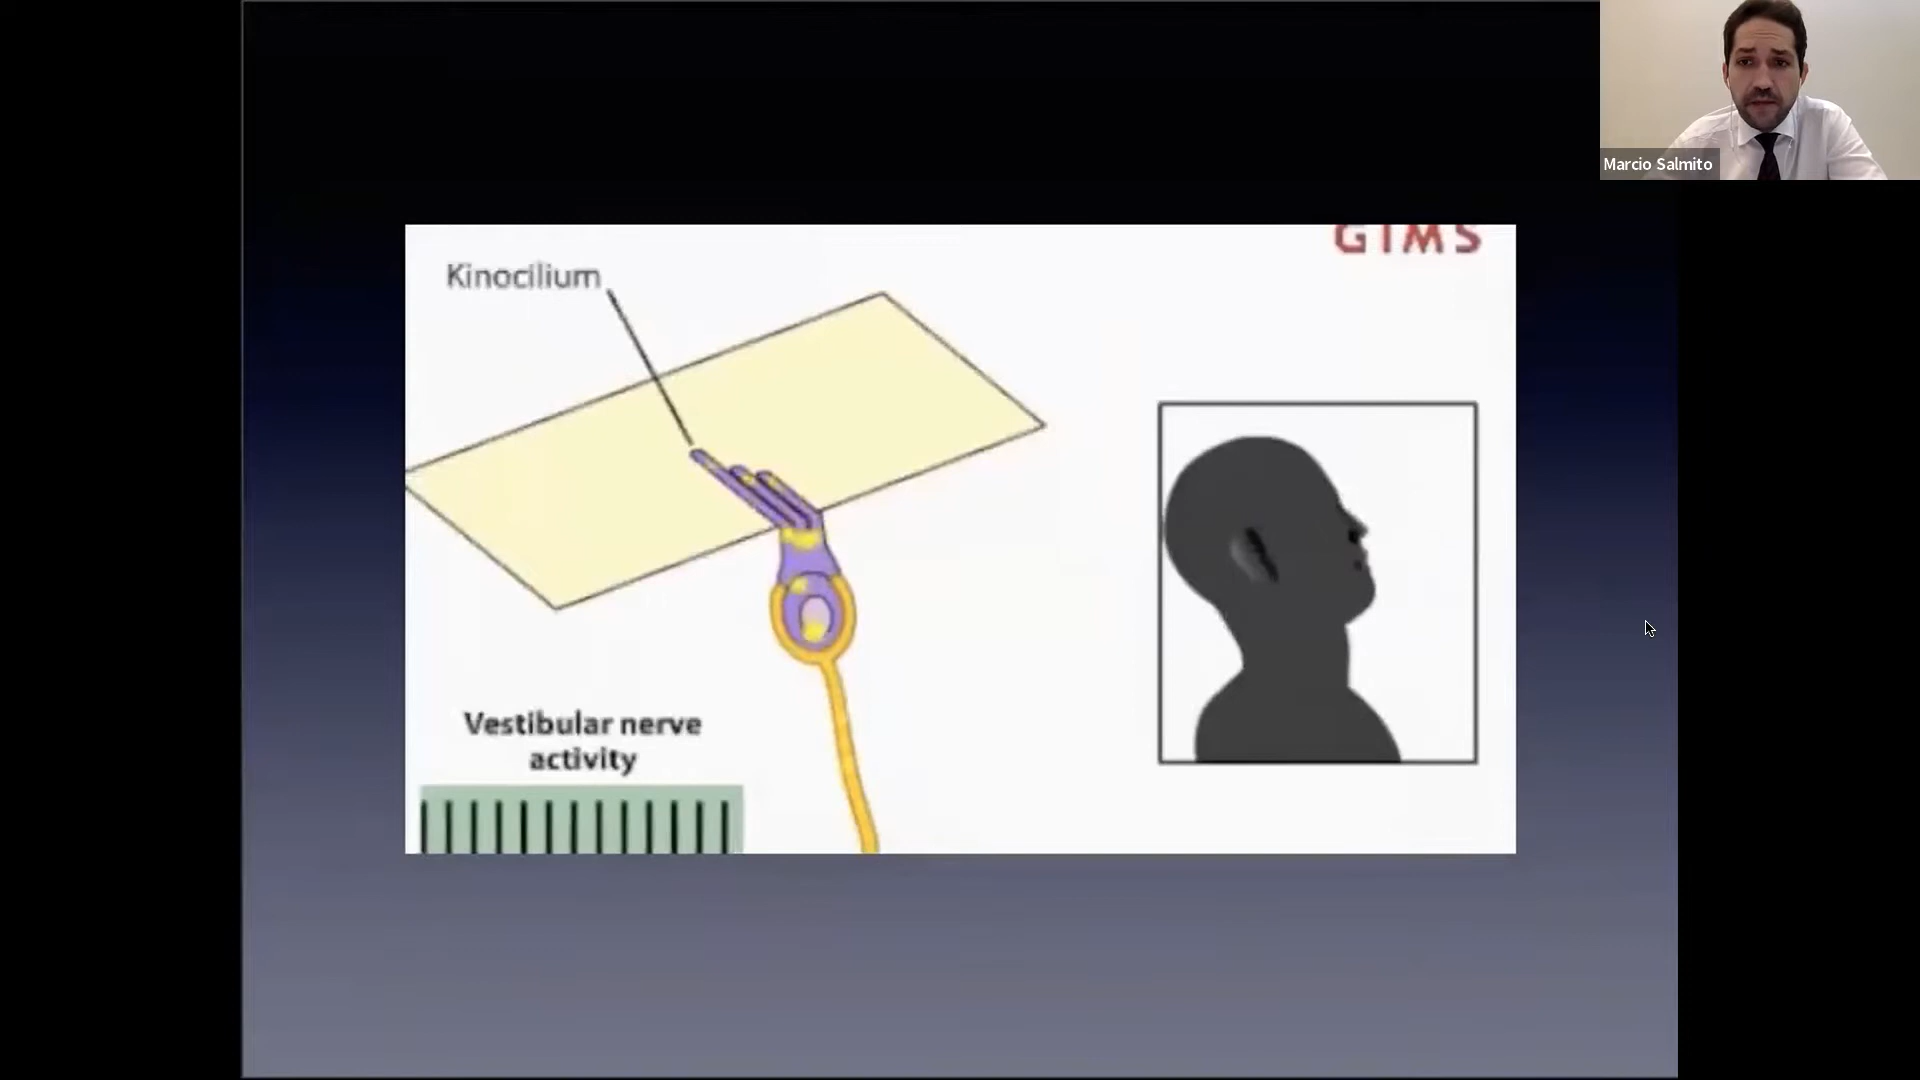 Marcio Salmito
GIMS
Kinocilium
Vestibular nerve
activity